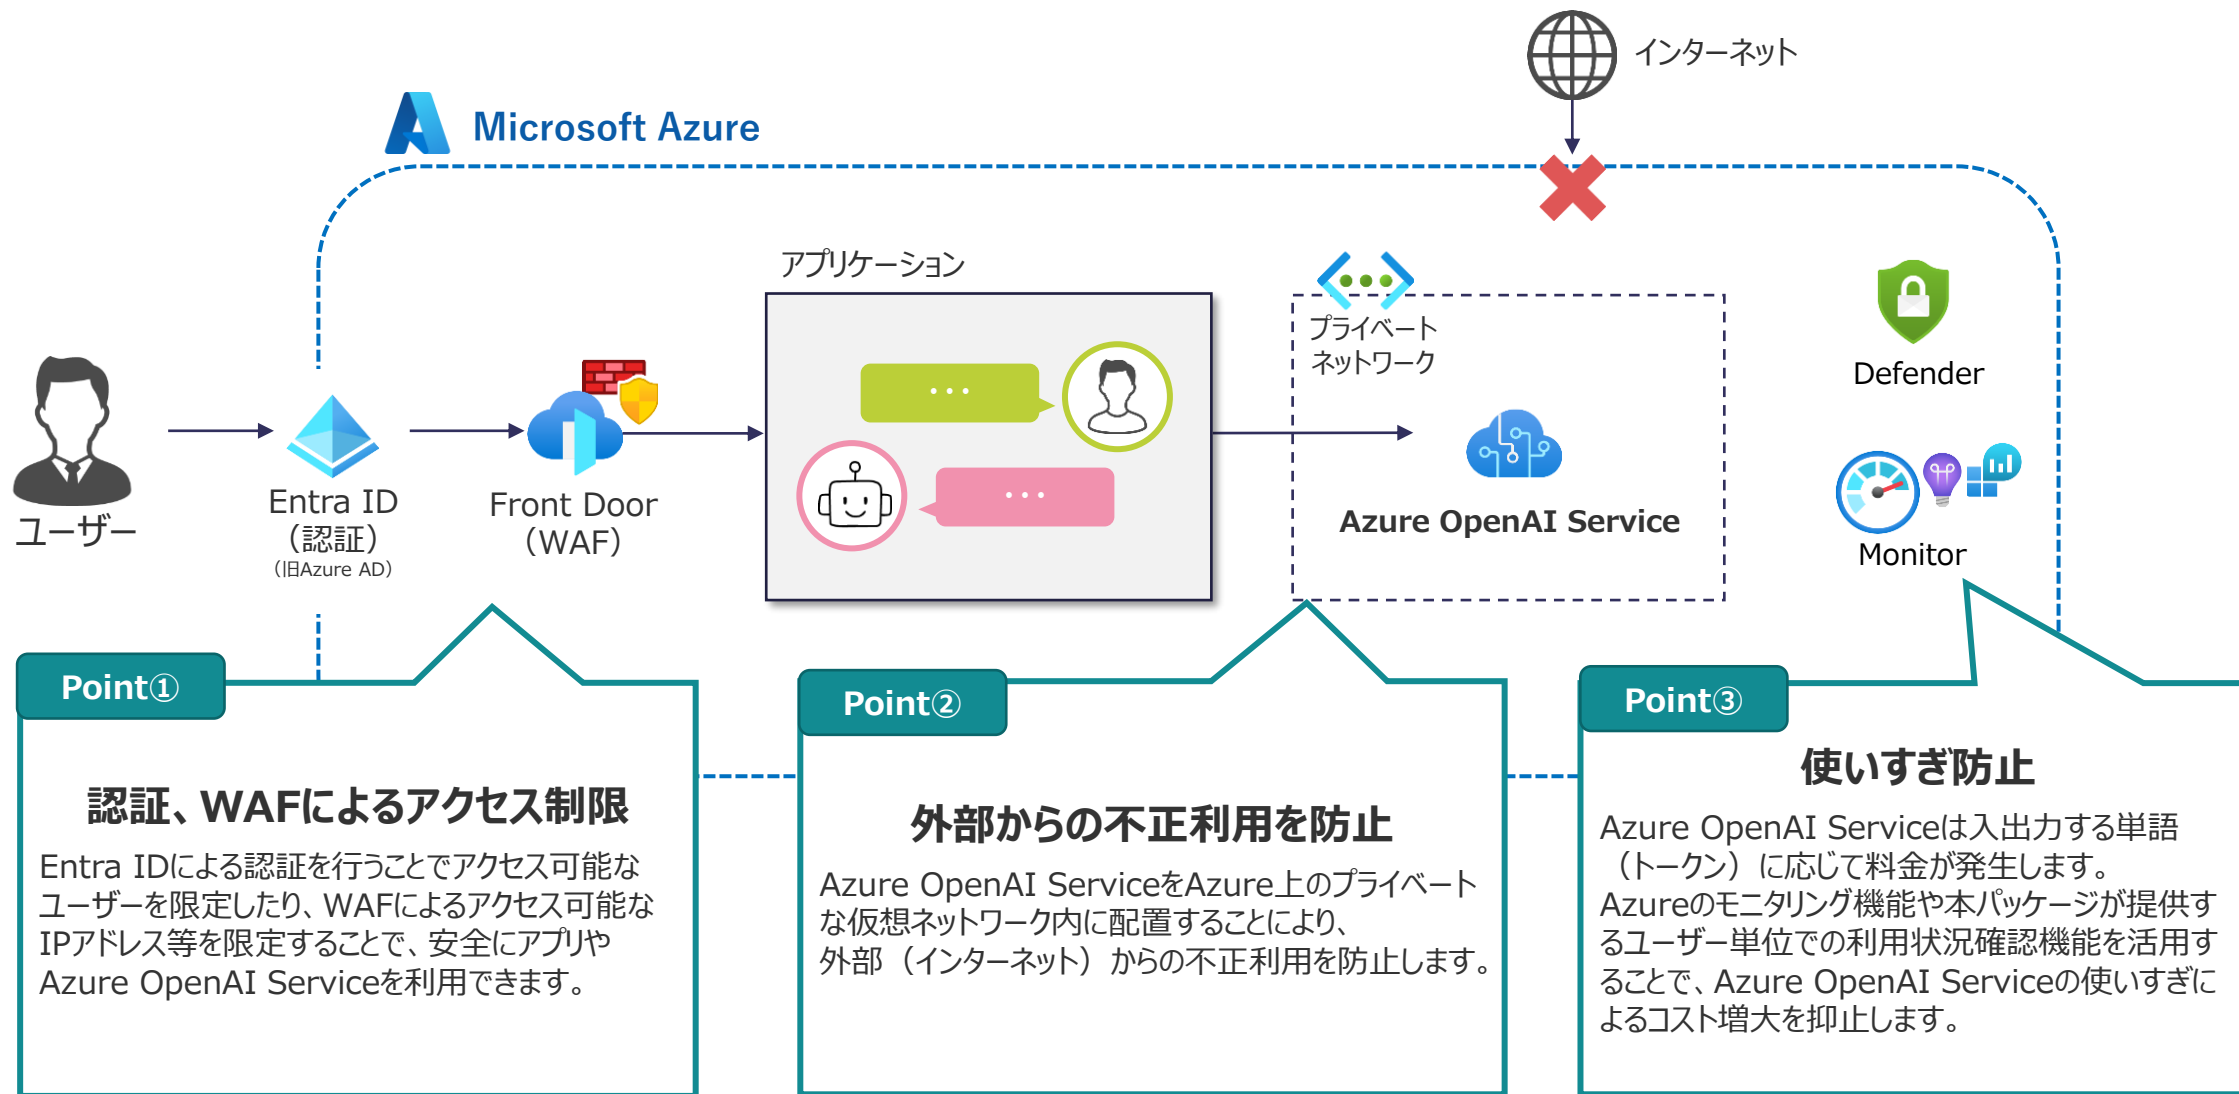 インターネット
Microsoft Azure
アプリケーション
プライベート
ネットワーク
Defender
ユーザー
Entra ID
（認証）
（旧Azure AD）
Front Door
（WAF）
・・・
・・・
Azure OpenAI Service
Monitor
Point①
認証、WAFによるアクセス制限
Entra IDによる認証を行うことでアクセス可能な
ユーザーを限定したり、WAFによるアクセス可能な
IPアドレス等を限定することで、安全にアプリや
Azure OpenAI Serviceを利用できます。
Point②
外部からの不正利用を防止
Azure OpenAI ServiceをAzure上のプライベート
な仮想ネットワーク内に配置することにより、
外部（インターネット）からの不正利用を防止します。
Point③
使いすぎ防止
Azure OpenAI Serviceは入出力する単語
（トークン）に応じて料金が発生します。
Azureのモニタリング機能や本パッケージが提供す
るユーザー単位での利用状況確認機能を活用す
ることで、Azure OpenAI Serviceの使いすぎに
よるコスト増大を抑止します。